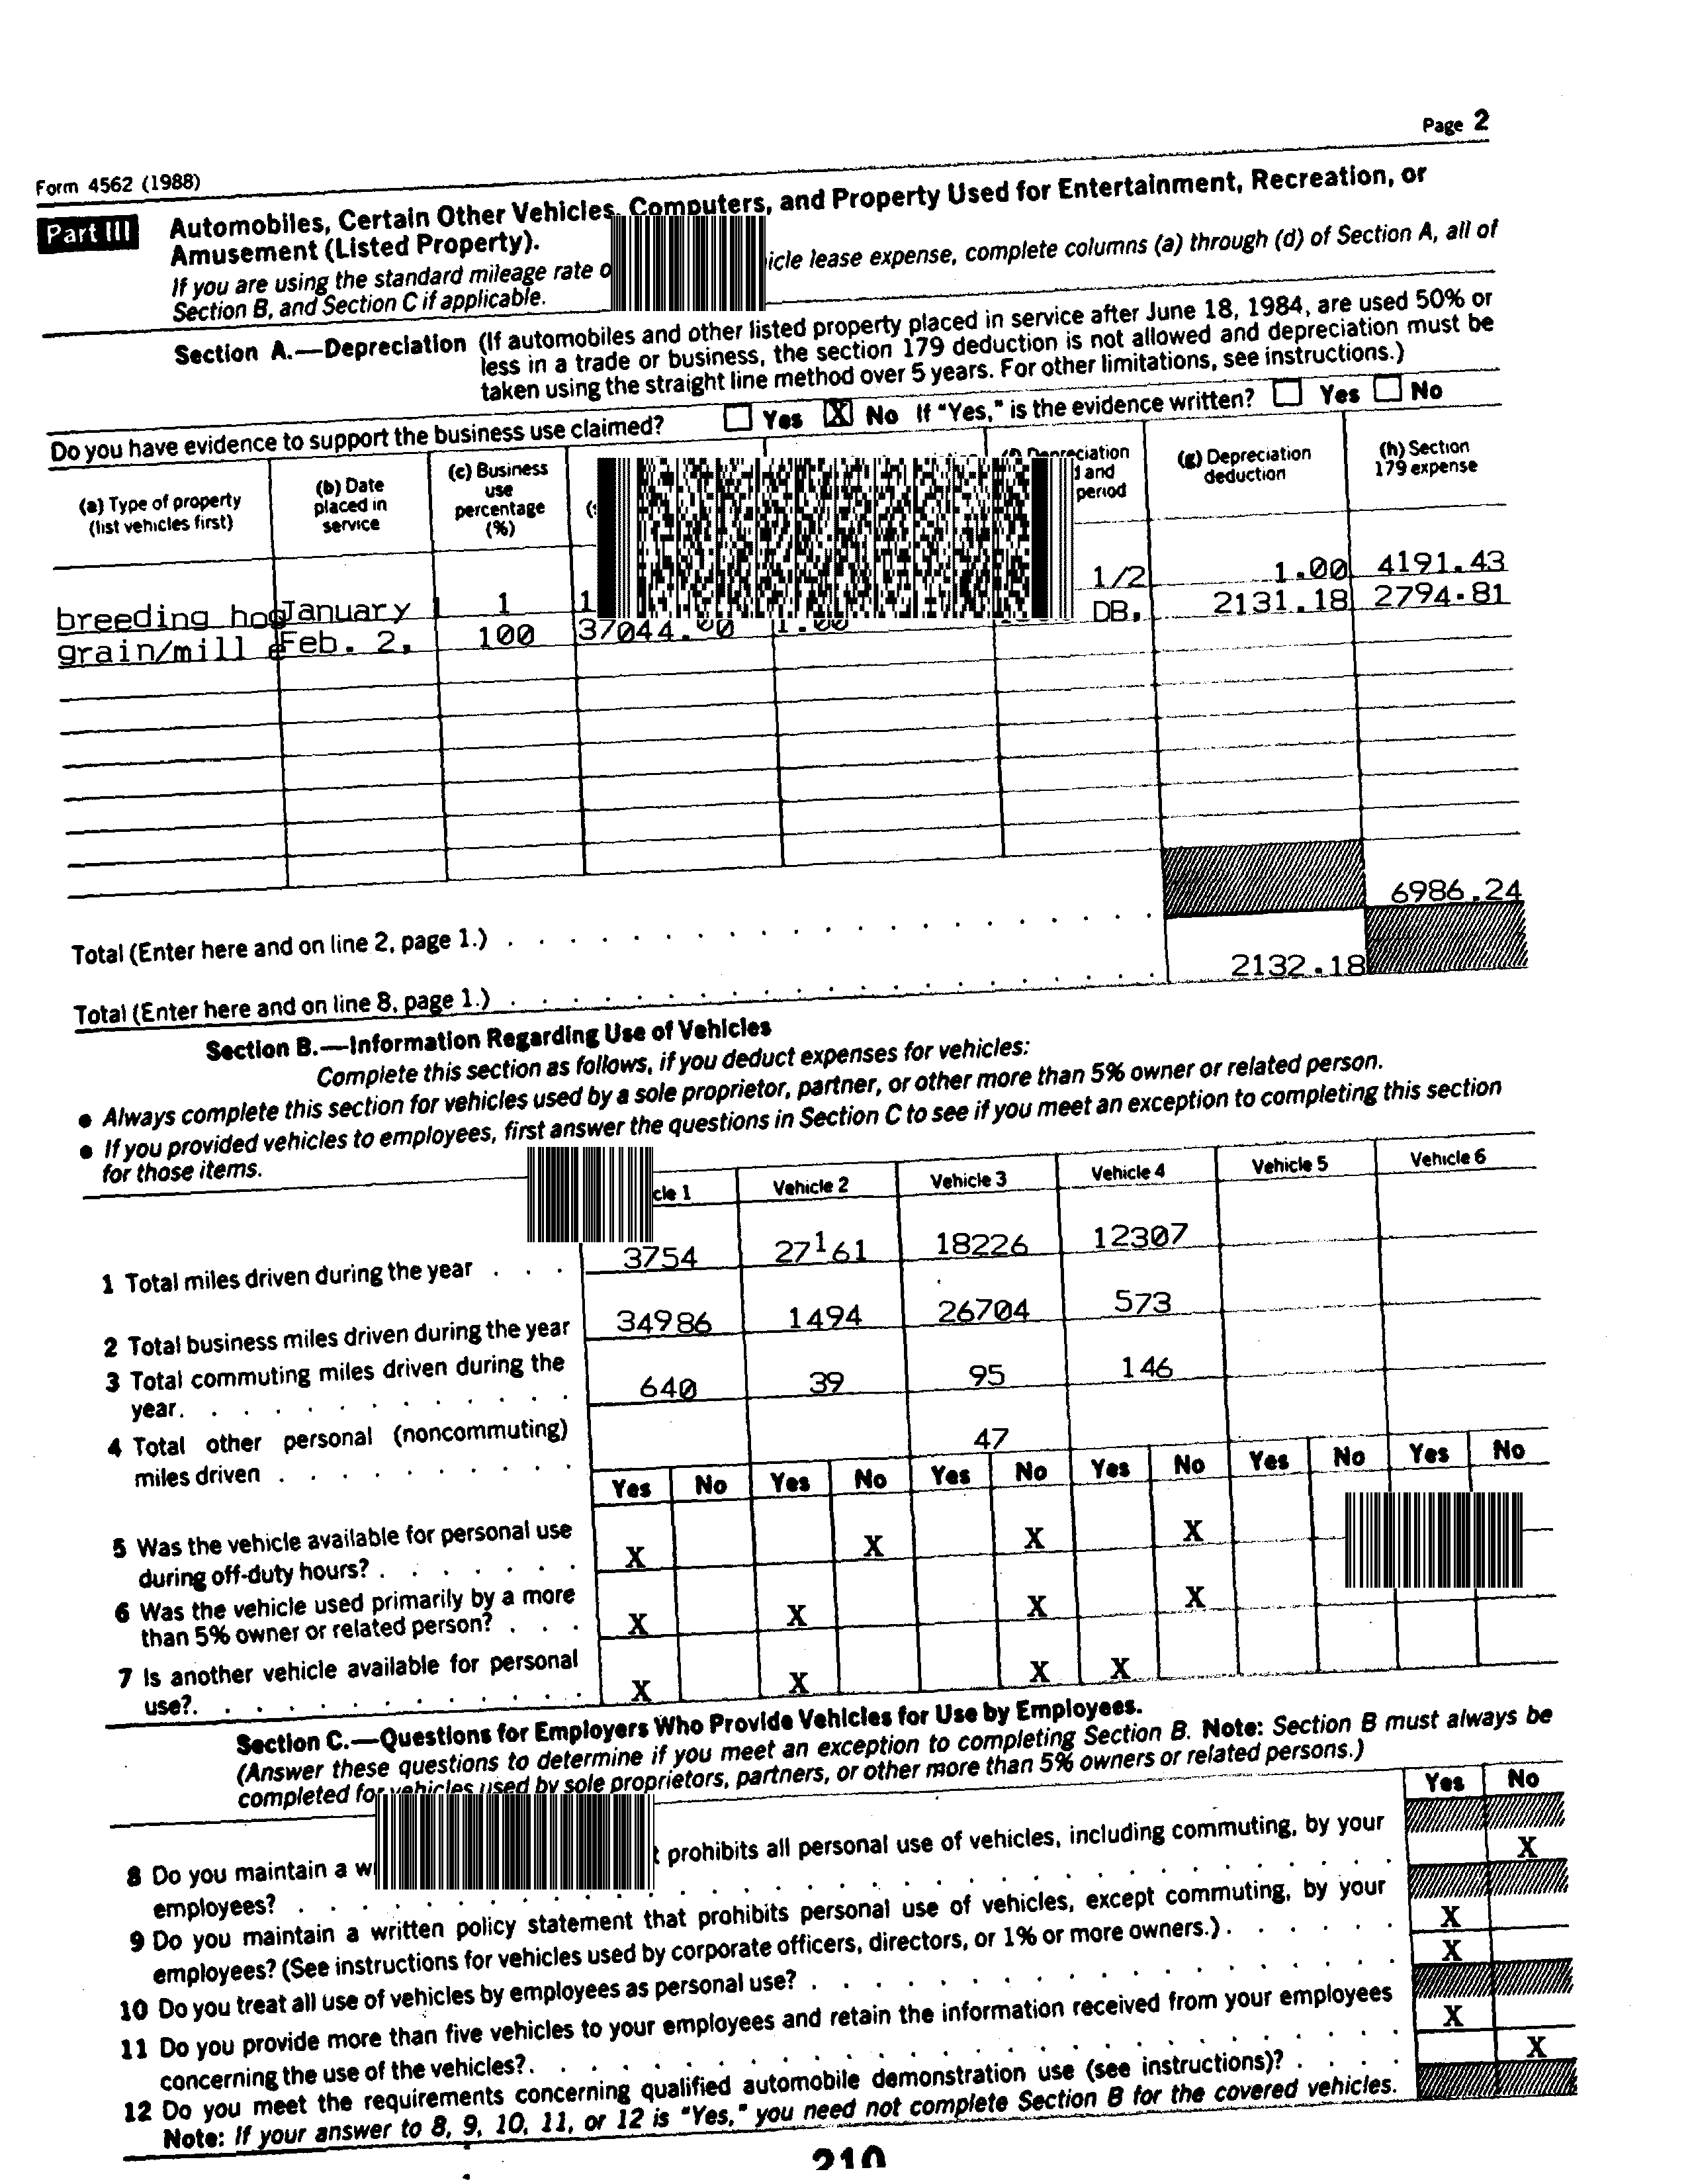 Page 2
Form 4562 (1988)
Part III Automobiles, Certain Other Vehicles, Computers, and Property Used for Entertainment, Recreation, or
Amusement (Listed Property).
If you are using the standard mileage rate icle lease expense, complete columns (a) through (d) of Section A, all of
Section B, and Section C if applicable.
Section A.—Depreciation (If automobiles and other listed property placed in service after June 18, 1984, are used 50% or
less in a trade or business, the section 179 deduction is not allowed and depreciation must be
taken using the straight line method over 5 years. For other limitations, see instructions.)
Do you have evidence to support the business use claimed? Yes X No If "Yes," is the evidence written? Yes No
(a) Type of property (list vehicles first) (b) Date placed in service (c) Business use percentage (%) and period (g) Depreciation deduction (h) Section 179 expense
breeding hog January 1 1/2 1.00 4191.43
grain/mill Feb. 2, 100 37044.00 1.00 DB, 2131.18 2794.81
6986.24
Total (Enter here and on line 2, page 1.)
2132.18
Total (Enter here and on line 8, page 1.)
Section B.—Information Regarding Use of Vehicles
Complete this section as follows, if you deduct expenses for vehicles:
● Always complete this section for vehicles used by a sole proprietor, partner, or other more than 5% owner or related person.
● If you provided vehicles to employees, first answer the questions in Section C to see if you meet an exception to completing this section
for those items.
cle 1 Vehicle 2 Vehicle 3 Vehicle 4 Vehicle 5 Vehicle 6
1 Total miles driven during the year . . . 3754 27161 18226 12307
2 Total business miles driven during the year 34986 1494 26704 573
3 Total commuting miles driven during the
year. . . . . . . . . . . . . 640 39 95 146
4 Total other personal (noncommuting)
miles driven . . . . . . . . . . 47
Yes No Yes No Yes No Yes No Yes No Yes No
5 Was the vehicle available for personal use
during off-duty hours? . . . . . . . X X X X
6 Was the vehicle used primarily by a more
than 5% owner or related person? . . . X X X X
7 Is another vehicle available for personal
use?. . . . . . . . . . . . . X X X X
Section C.—Questions for Employers Who Provide Vehicles for Use by Employees.
(Answer these questions to determine if you meet an exception to completing Section B. Note: Section B must always be
completed for vehicles used by sole proprietors, partners, or other more than 5% owners or related persons.)
Yes No
8 Do you maintain a prohibits all personal use of vehicles, including commuting, by your
employees? X
9 Do you maintain a written policy statement that prohibits personal use of vehicles, except commuting, by your
employees? (See instructions for vehicles used by corporate officers, directors, or 1% or more owners.) . . . . . . X
10 Do you treat all use of vehicles by employees as personal use? X
11 Do you provide more than five vehicles to your employees and retain the information received from your employees
concerning the use of the vehicles?. X
12 Do you meet the requirements concerning qualified automobile demonstration use (see instructions)? . . . . X
Note: If your answer to 8, 9, 10, 11, or 12 is "Yes," you need not complete Section B for the covered vehicles.
210